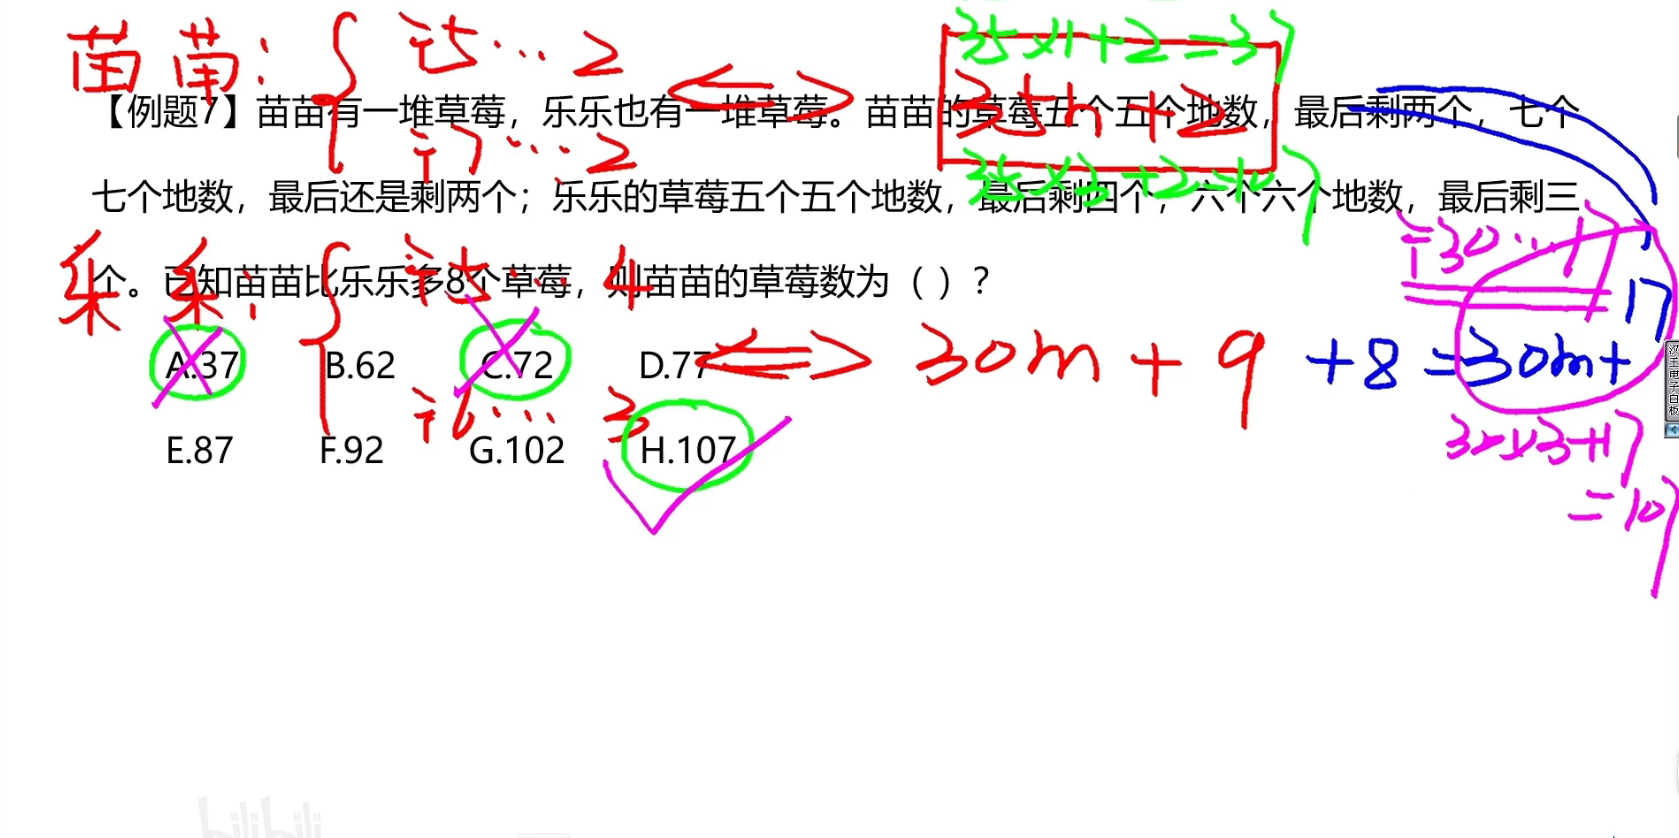 苗苗: ÷5…2
35×1+2=37
【例题7】苗苗有一堆草莓，乐乐也有一堆草莓。苗苗的草莓五个五个地数，最后剩两个，七个
35n+2
÷7…2
35×3+2=107
七个地数，最后还是剩两个；乐乐的草莓五个五个地数，最后剩四个，六个六个地数，最后剩三
÷30…17
乐乐: ÷5…4
个。已知苗苗比乐乐多8个草莓，则苗苗的草莓数为（ ）？
A.37 B.62 C.72 D.77
30m+9 +8=30m+17
÷6…3
E.87 F.92 G.102 H.107
30×3+17
=107
bilibili